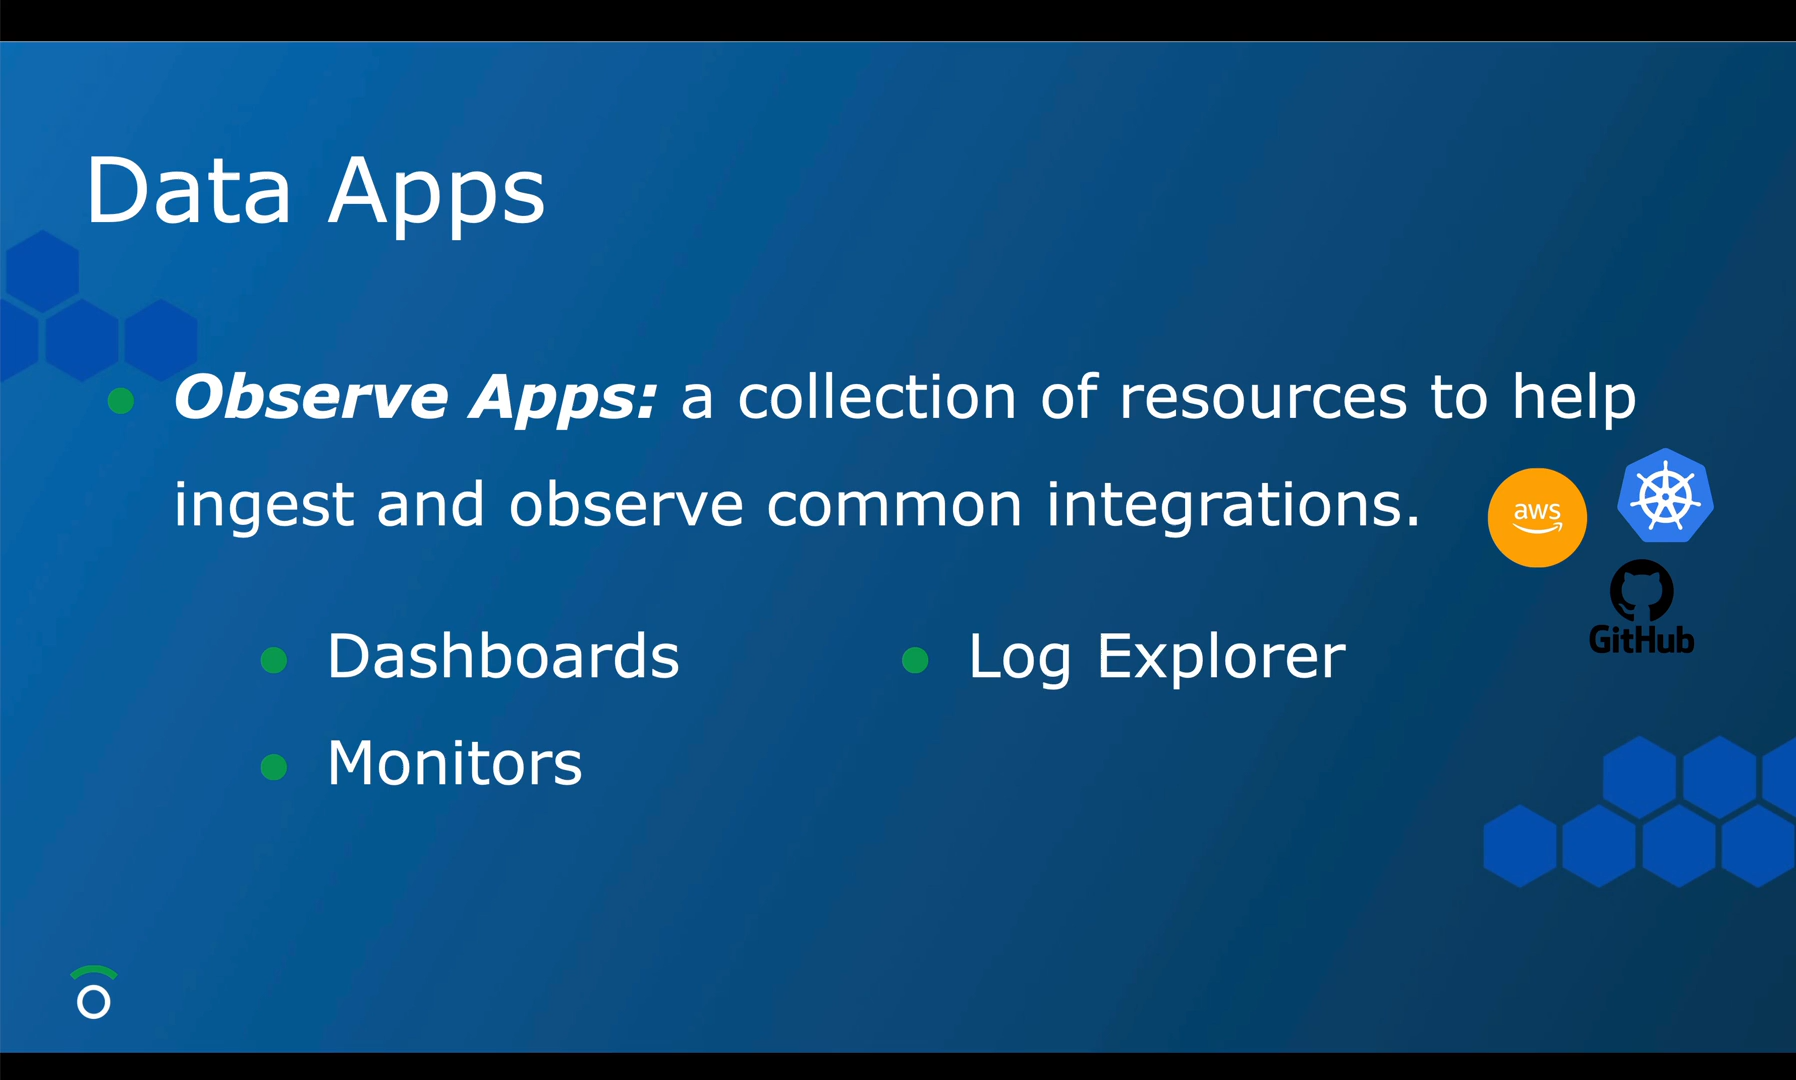 Data Apps
Observe Apps: a collection of resources to help
ingest and observe common integrations.
aws
GitHub
Dashboards
Log Explorer
Monitors